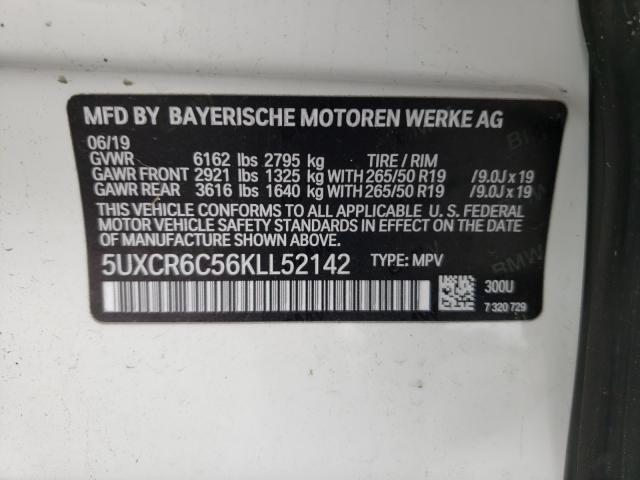 MFD BY BAYERISCHE MOTOREN WERKE AG
06/19
GVWR 6162 lbs 2795 kg TIRE / RIM
GAWR FRONT 2921 lbs 1325 kg WITH 265/50 R19 / 9.0J x 19
GAWR REAR 3616 lbs 1640 kg WITH 265/50 R19 / 9.0J x 19
THIS VEHICLE CONFORMS TO ALL APPLICABLE U. S. FEDERAL
MOTOR VEHICLE SAFETY STANDARDS IN EFFECT ON THE DATE OF
MANUFACTURE SHOWN ABOVE.
5UXCR6C56KLL52142 TYPE: MPV
300U
7 320 729